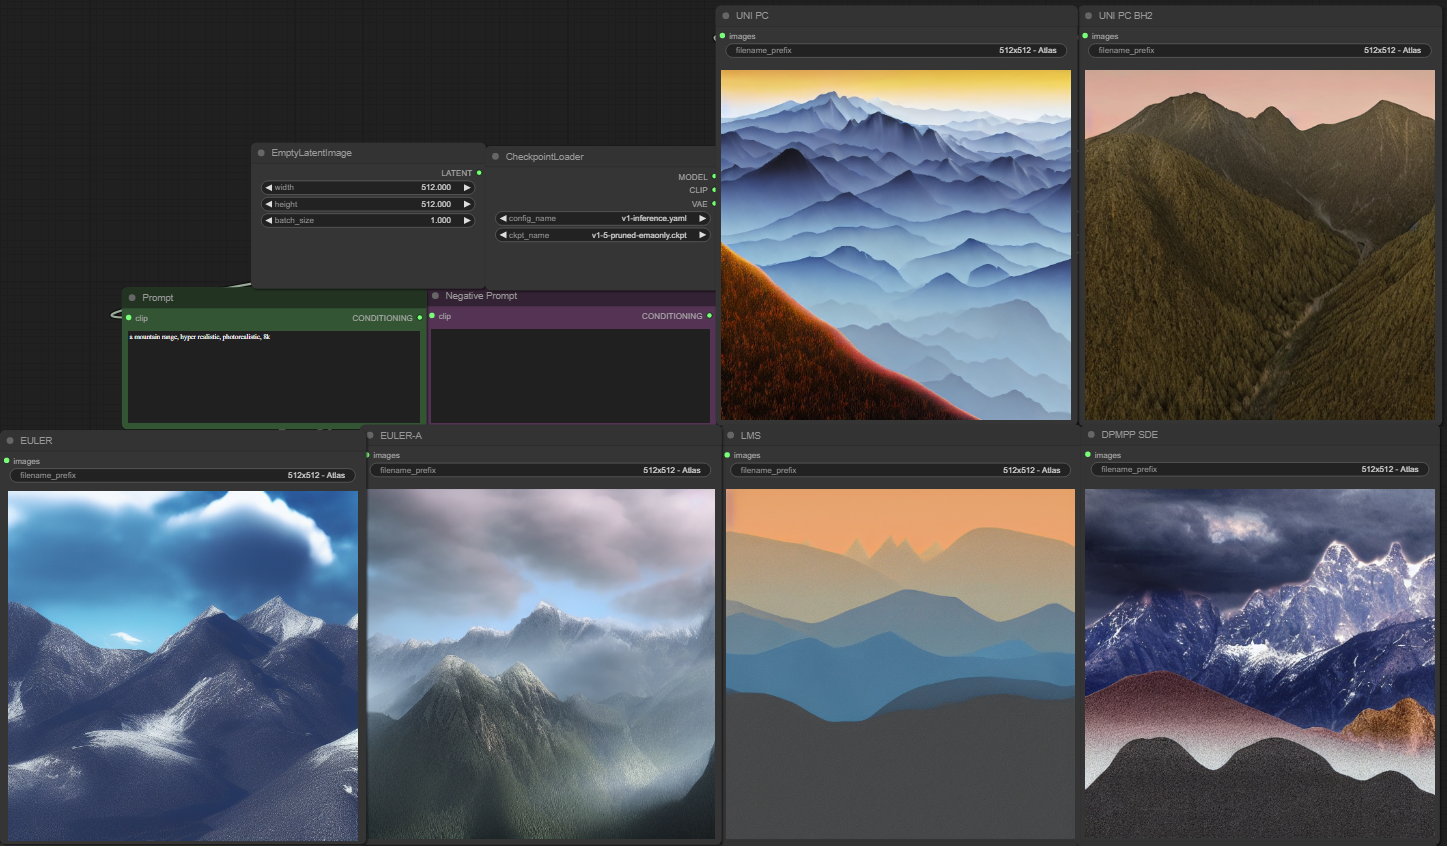 UNI PC
images
filename_prefix 512x512 - Atlas
UNI PC BH2
images
filename_prefix 512x512 - Atlas
EmptyLatentImage
LATENT
width 512.000
height 512.000
batch_size 1.000
CheckpointLoader
MODEL
CLIP
VAE
config_name v1-inference.yaml
ckpt_name v1-5-pruned-emaonly.ckpt
Prompt
clip CONDITIONING
a mountain range, hyper realistic, photorealistic, 8k
Negative Prompt
clip CONDITIONING
EULER
images
filename_prefix 512x512 - Atlas
EULER-A
images
filename_prefix 512x512 - Atlas
LMS
images
filename_prefix 512x512 - Atlas
DPMPP SDE
images
filename_prefix 512x512 - Atlas